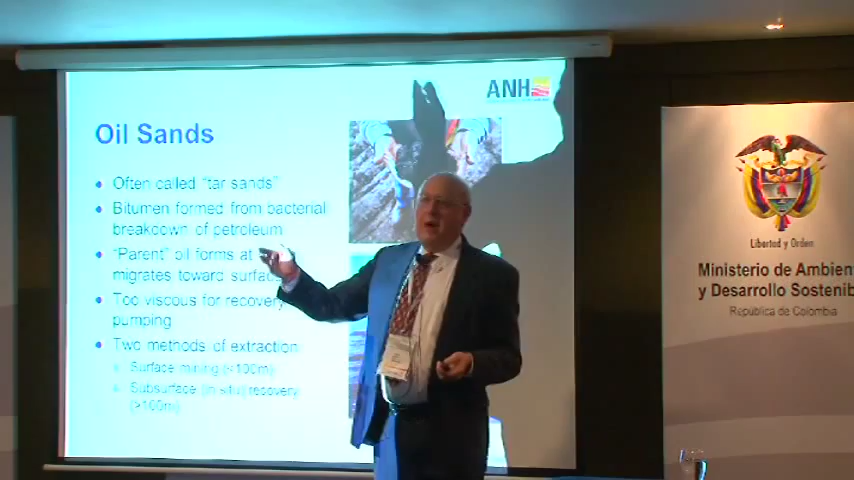 ANH
Oil Sands
• Often called "tar sands"
• Bitumen formed from bacterial
breakdown of petroleum
• "Parent" oil forms at
migrates toward surfac
• Too viscous for recovery
pumping
• Two methods of extraction
Surface mining (<100m)
Subsurface (in situ) recovery
(>100m)
Libertad y Orden
Ministerio de Ambien
y Desarrollo Sostenib
República de Colombia